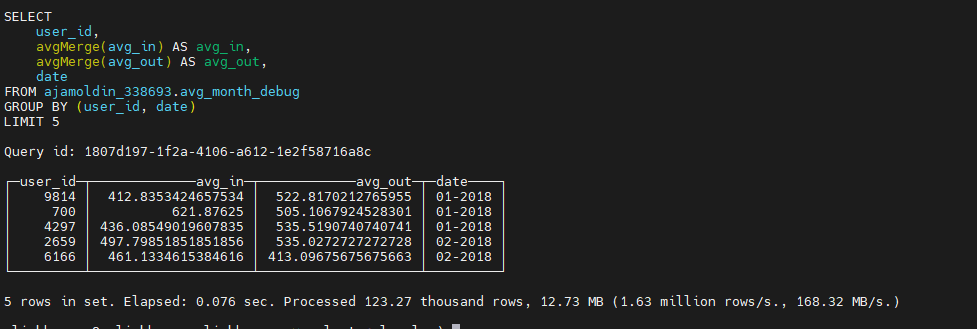 SELECT
user_id,
avgMerge(avg_in) AS avg_in,
avgMerge(avg_out) AS avg_out,
date
FROM ajamoldin_338693.avg_month_debug
GROUP BY (user_id, date)
LIMIT 5
Query id: 1807d197-1f2a-4106-a612-1e2f58716a8c
user_id avg_in avg_out date
9814 412.8353424657534 522.8170212765955 01-2018
700 621.87625 505.1067924528301 01-2018
4297 436.08549019607835 535.5190740740741 01-2018
2659 497.79851851851856 535.0272727272728 02-2018
6166 461.1334615384616 413.09675675675663 02-2018
5 rows in set. Elapsed: 0.076 sec. Processed 123.27 thousand rows, 12.73 MB (1.63 million rows/s., 168.32 MB/s.)